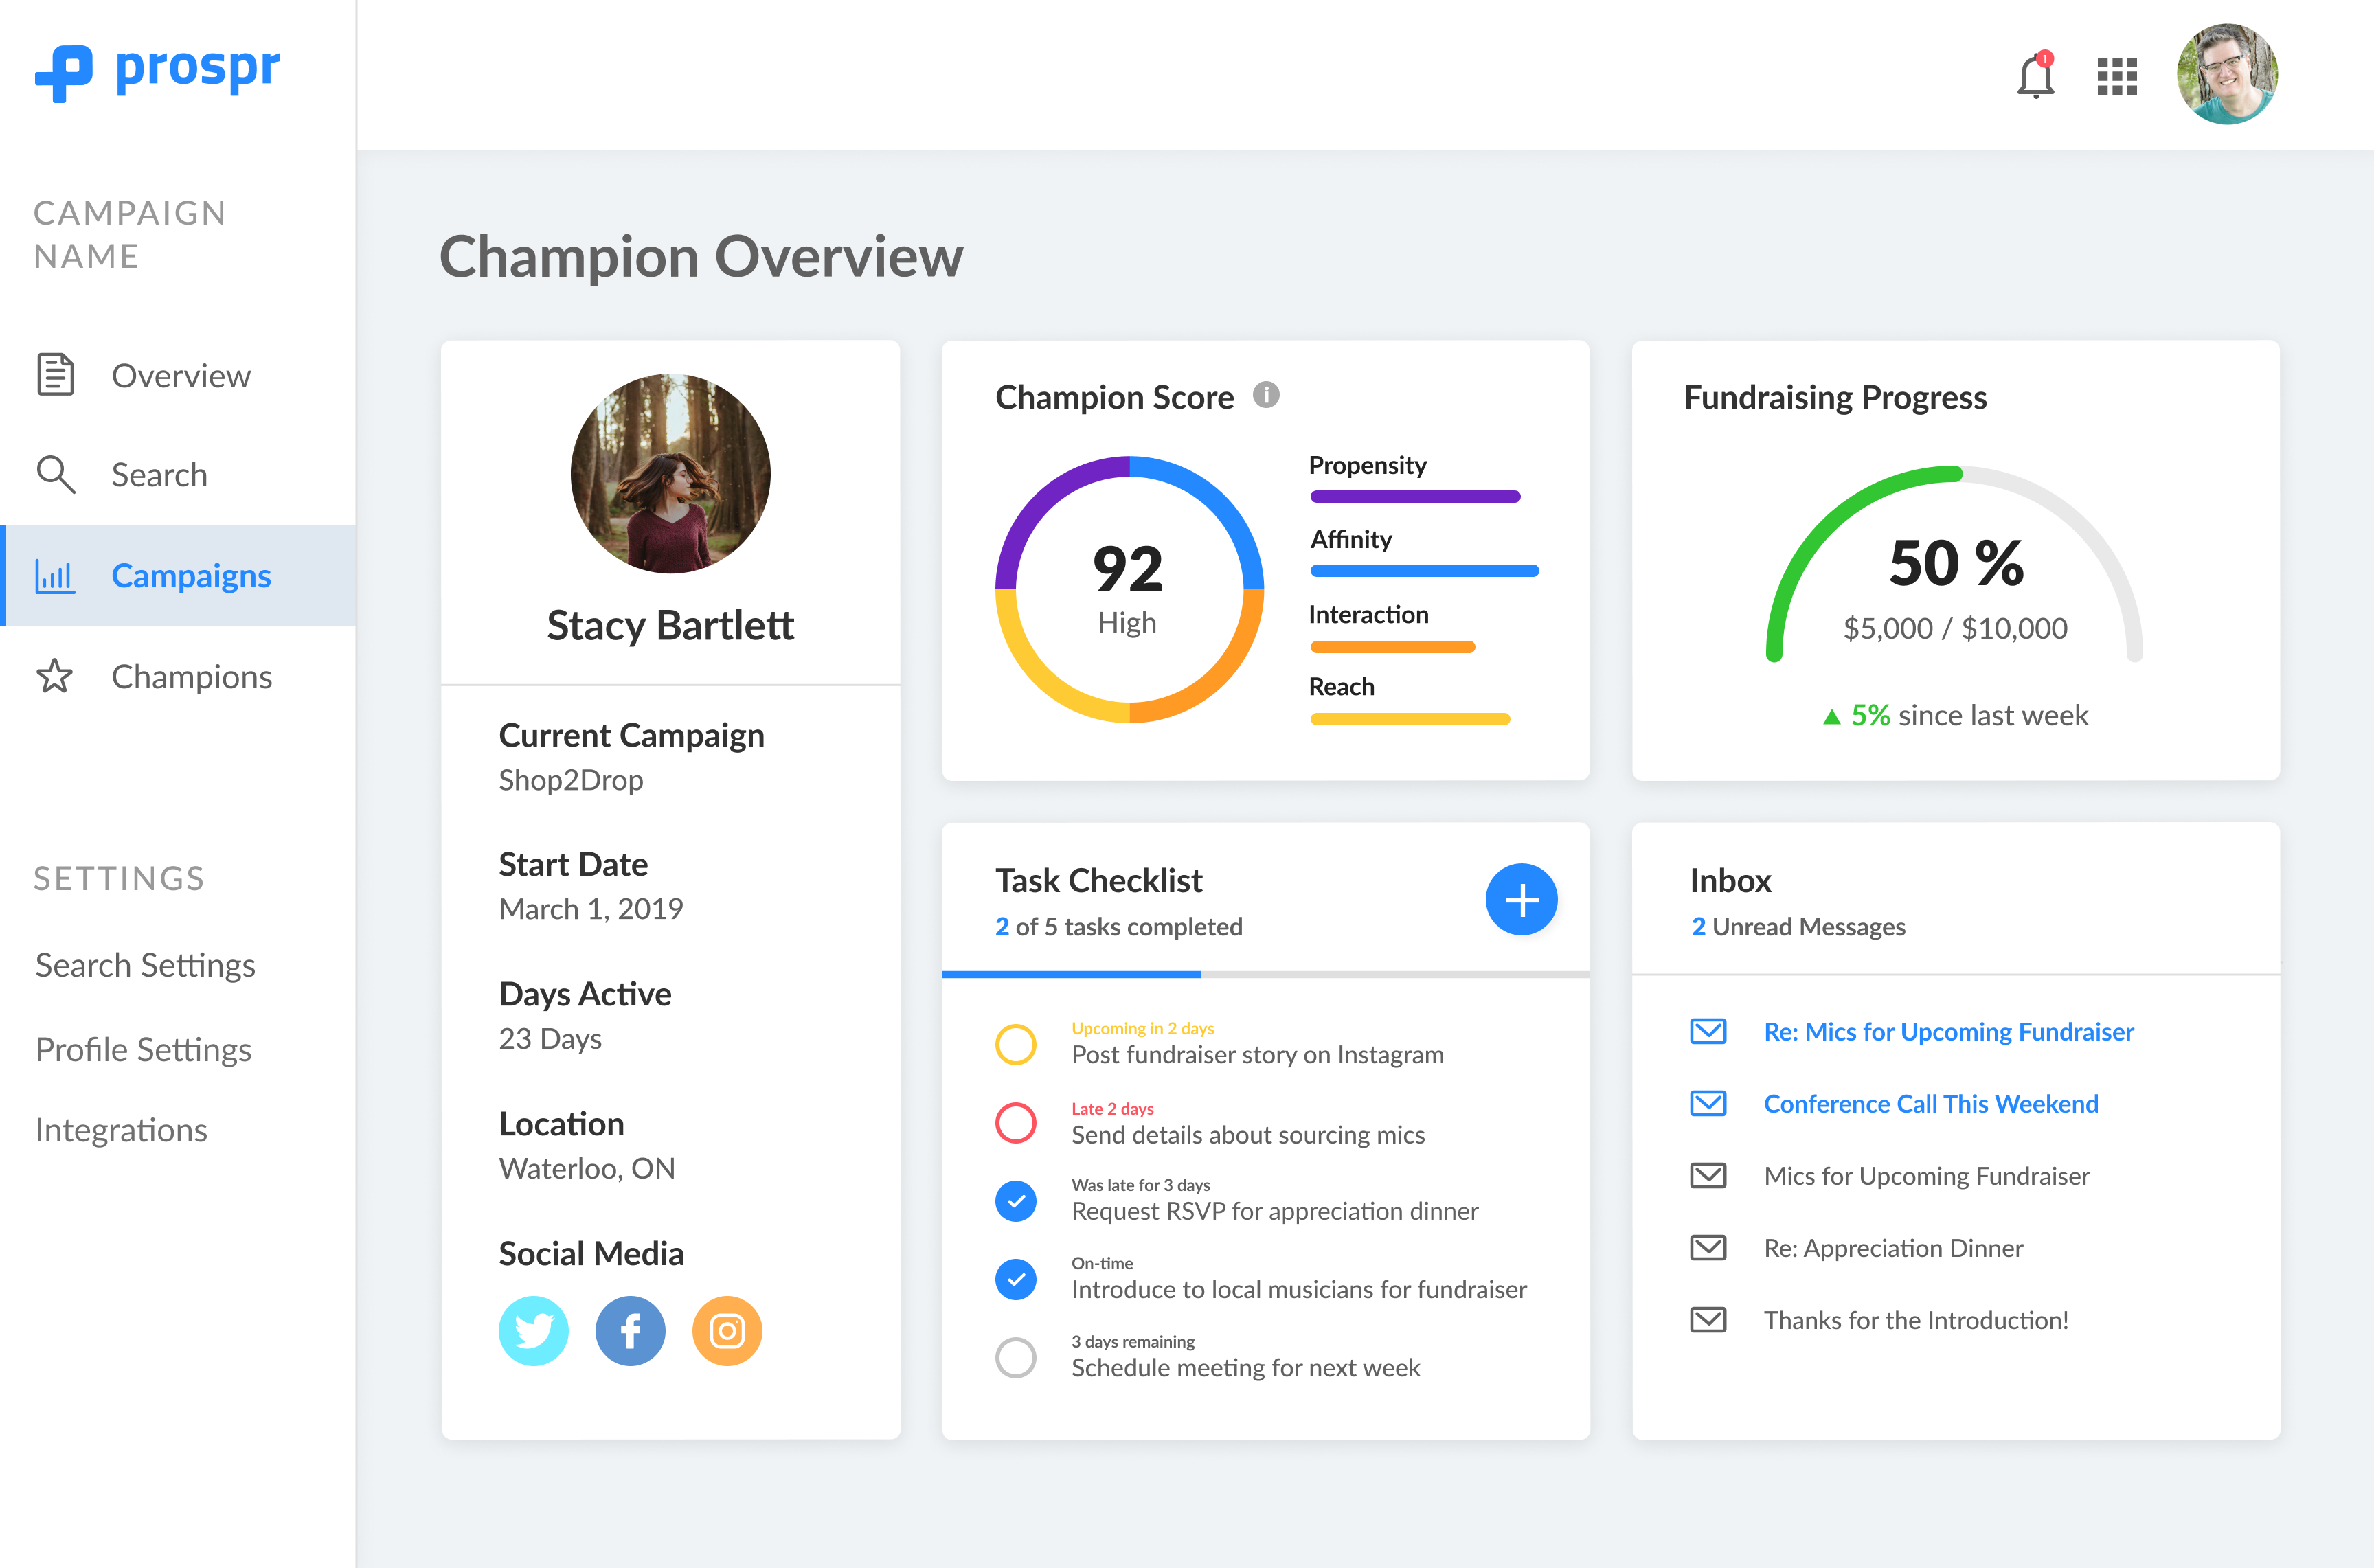 prospr
1
CAMPAIGN
NAME
Overview
Search
Campaigns
Champions
SETTINGS
Search Settings
Profile Settings
Integrations
Champion Overview
Stacy Bartlett
Current Campaign
Shop2Drop
Start Date
March 1, 2019
Days Active
23 Days
Location
Waterloo, ON
Social Media
Champion Score
92
High
Propensity
Affinity
Interaction
Reach
Fundraising Progress
50 %
$5,000 / $10,000
5% since last week
Task Checklist
2 of 5 tasks completed
Upcoming in 2 days
Post fundraiser story on Instagram
Late 2 days
Send details about sourcing mics
Was late for 3 days
Request RSVP for appreciation dinner
On-time
Introduce to local musicians for fundraiser
3 days remaining
Schedule meeting for next week
Inbox
2 Unread Messages
Re: Mics for Upcoming Fundraiser
Conference Call This Weekend
Mics for Upcoming Fundraiser
Re: Appreciation Dinner
Thanks for the Introduction!